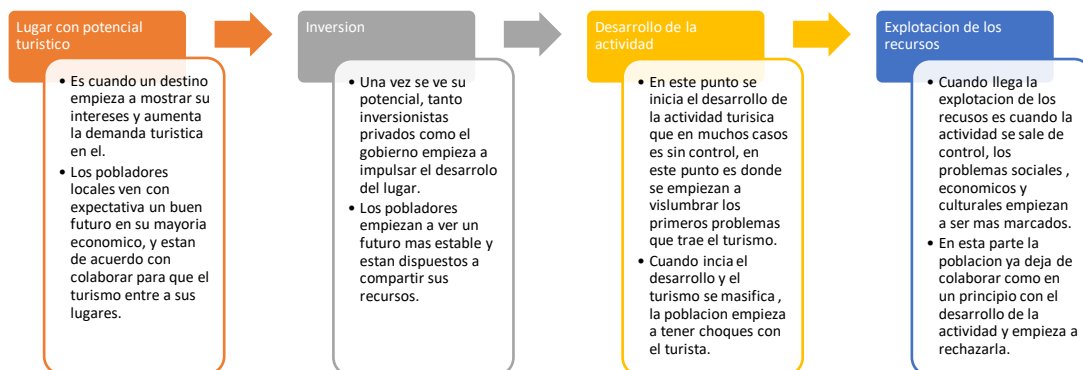 Lugar con potencial
turistico
• Es cuando un destino
empieza a mostrar su
intereses y aumenta
la demanda turistica
en el.
• Los pobladores
locales ven con
expectativa un buen
futuro en su mayoria
economico, y estan
de acuerdo con
colaborar para que el
turismo entre a sus
lugares.
Inversion
• Una vez se ve su
potencial, tanto
inversionistas
privados como el
gobierno empieza a
impulsar el desarrolo
del lugar.
• Los pobladores
empiezan a ver un
futuro mas estable y
estan dispuestos a
compartir sus
recursos.
Desarrollo de la
actividad
• En este punto se
inicia el desarrollo de
la actividad turisica
que en muchos casos
es sin control, en
este punto es donde
se empiezan a
vislumbrar los
primeros problemas
que trae el turismo.
• Cuando incia el
desarrollo y el
turismo se masifica ,
la poblacion empieza
a tener choques con
el turista.
Explotacion de los
recursos
• Cuando llega la
explotacion de los
recusos es cuando la
actividad se sale de
control, los
problemas sociales ,
economicos y
culturales empiezan
a ser mas marcados.
• En esta parte la
poblacion ya deja de
colaborar como en
un principio con el
desarrollo de la
actividad y empieza a
rechazarla.